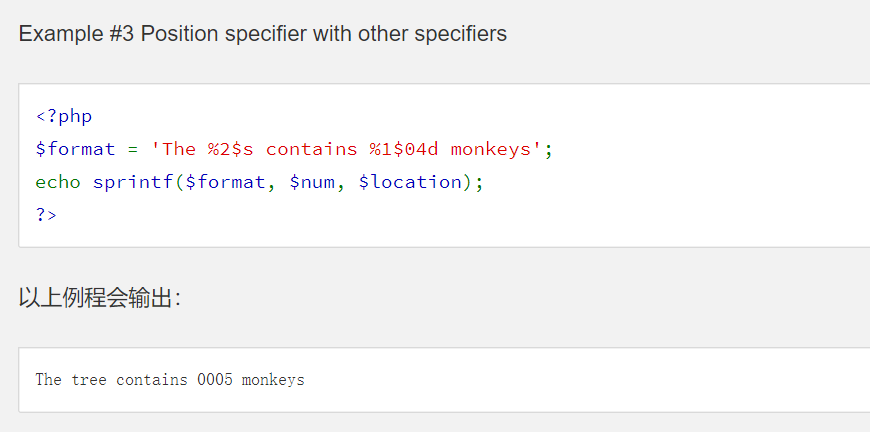 Example #3 Position specifier with other specifiers
<?php
$format = 'The %2$s contains %1$04d monkeys';
echo sprintf($format, $num, $location);
?>
以上例程会输出：
The tree contains 0005 monkeys